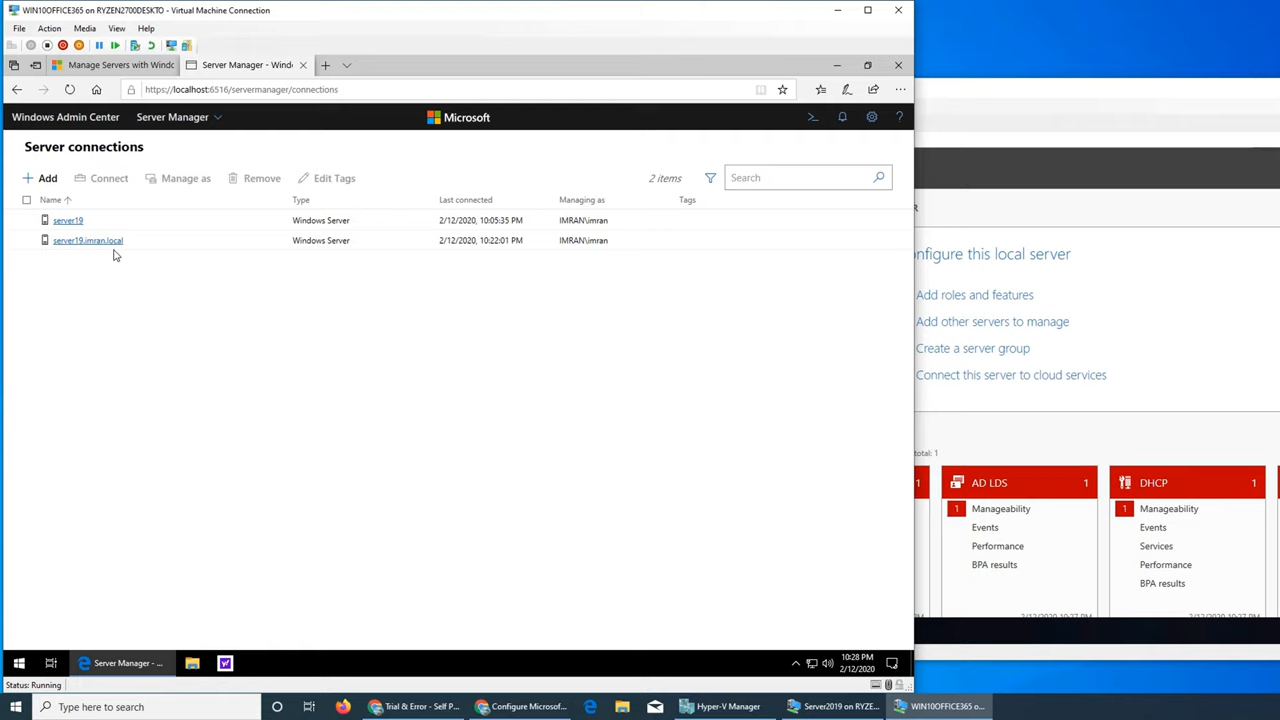 WIN10OFFICE365 on RYZEN2700DESKTO - Virtual Machine Connection
File Action Media View Help
Manage Servers with Windo
Server Manager - Windo
https://localhost:6516/servermanager/connections
Windows Admin Center Server Manager
Microsoft
Server connections
Add Connect Manage as Remove Edit Tags
2 items
Search
Name Type Last connected Managing as Tags
server19 Windows Server 2/12/2020, 10:05:35 PM IMRAN\imran
server19.imran.local Windows Server 2/12/2020, 10:22:01 PM IMRAN\imran
nfigure this local server
Add roles and features
Add other servers to manage
Create a server group
Connect this server to cloud services
total: 1
1
AD LDS 1
1 Manageability
Events
Performance
BPA results
DHCP 1
1 Manageability
Events
Services
Performance
BPA results
Server Manager - ...
10:28 PM
2/12/2020
Status: Running
Type here to search
Trial & Error - Self P...
Configure Microsof...
Hyper-V Manager
Server2019 on RYZE...
WIN10OFFICE365 o...